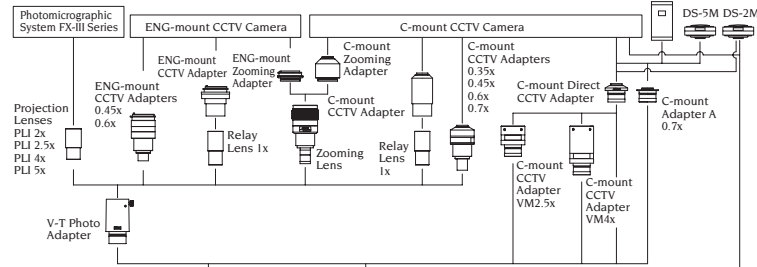 Photomicrographic
System FX-III Series
ENG-mount CCTV Camera
C-mount CCTV Camera
DS-5M
DS-2M
ENG-mount
CCTV Adapters
0.45x
0.6x
ENG-mount
CCTV Adapter
ENG-mount
Zooming
Adapter
C-mount
Zooming
Adapter
C-mount
CCTV Adapter
C-mount
CCTV Adapters
0.35x
0.45x
0.6x
0.7x
C-mount Direct
CCTV Adapter
C-mount
Adapter A
0.7x
Projection
Lenses
PLI 2x
PLI 2.5x
PLI 4x
PLI 5x
Relay
Lens 1x
Zooming
Lens
Relay
Lens
1x
C-mount
CCTV
Adapter
VM2.5x
C-mount
CCTV
Adapter
VM4x
V-T Photo
Adapter